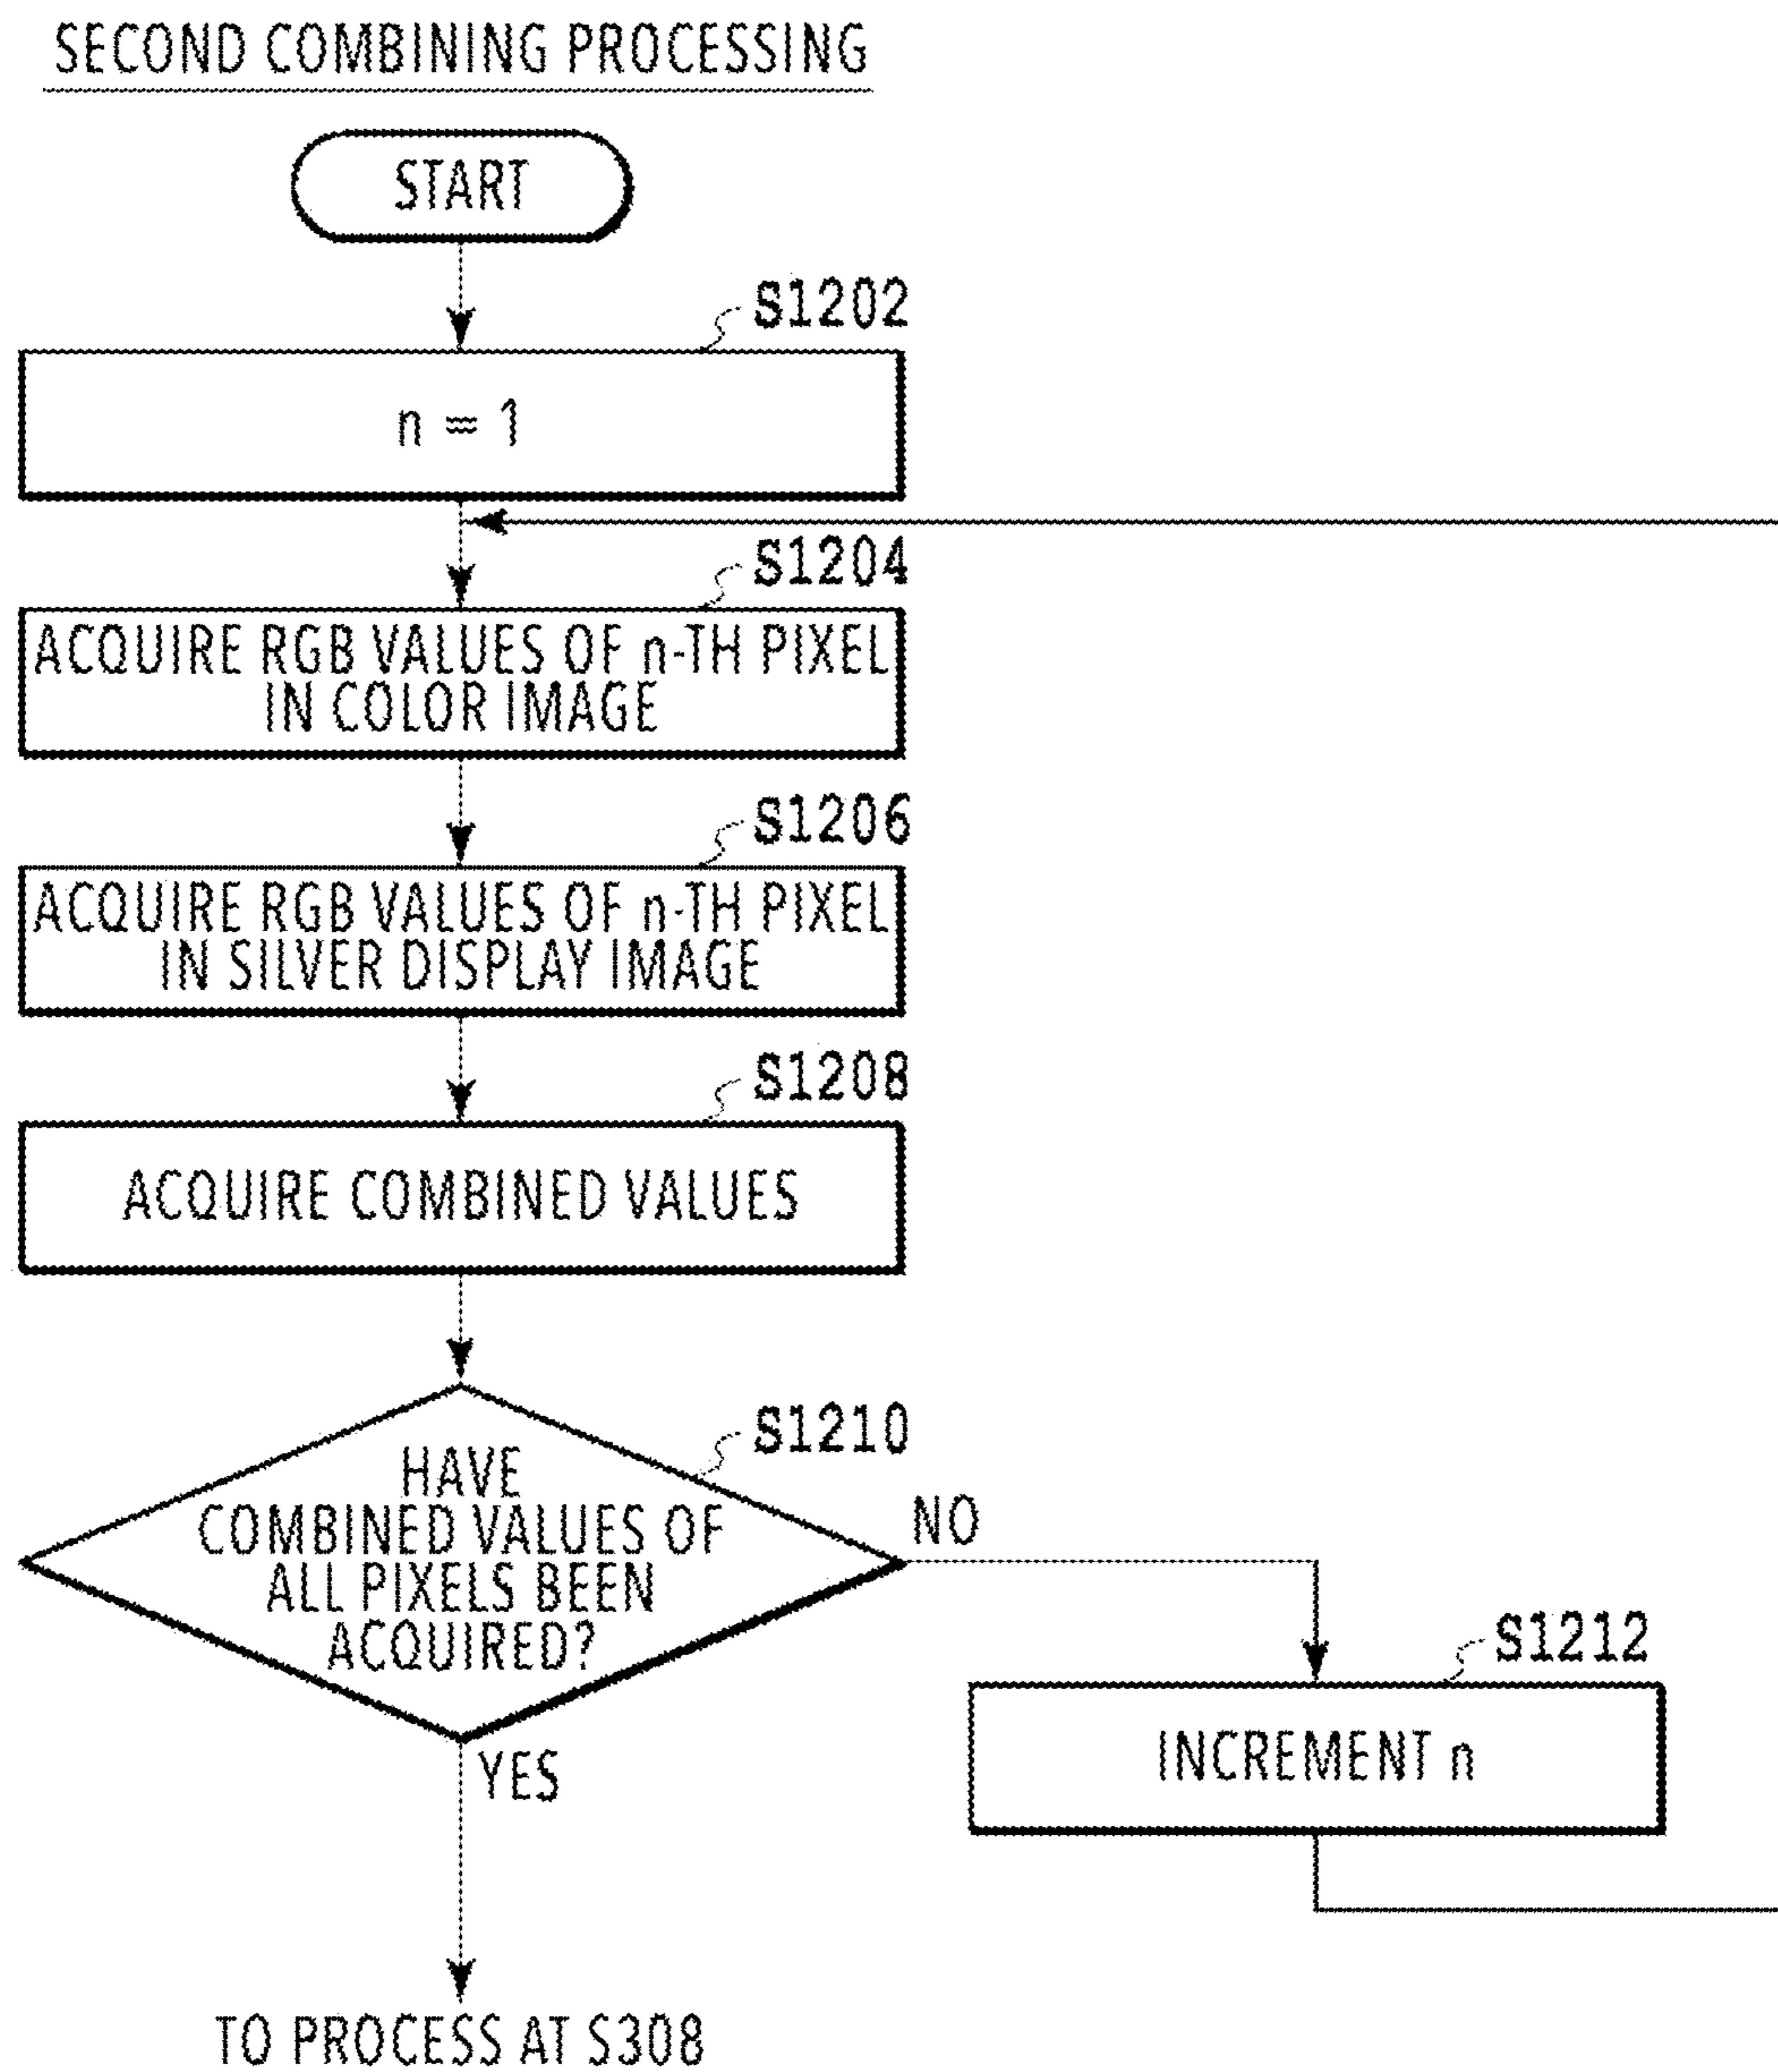 SECOND COMBINING PROCESSING
START
S1202
n = 1
S1204
ACQUIRE RGB VALUES OF n-TH PIXEL
IN COLOR IMAGE
S1206
ACQUIRE RGB VALUES OF n-TH PIXEL
IN SILVER DISPLAY IMAGE
S1208
ACQUIRE COMBINED VALUES
S1210
HAVE
COMBINED VALUES OF
ALL PIXELS BEEN
ACQUIRED?
NO
S1212
INCREMENT n
YES
TO PROCESS AT S308